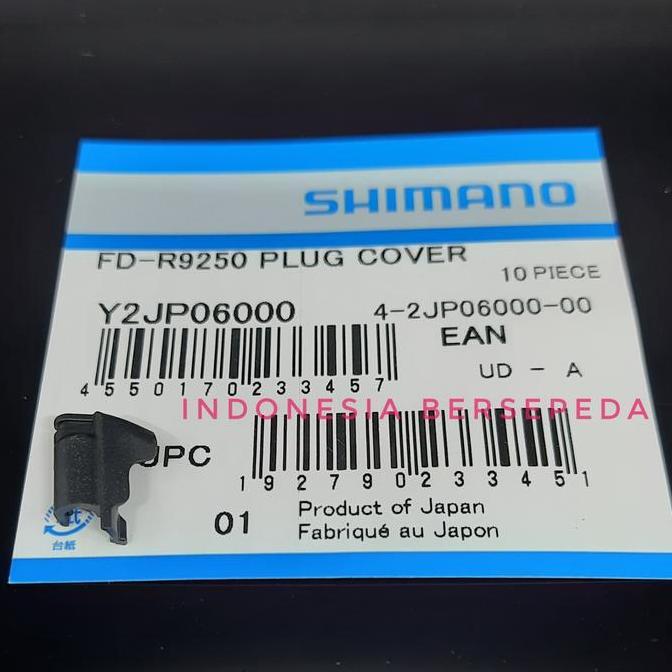 SHIMANO
FD-R9250 PLUG COVER
10 PIECE
Y2JP06000
4-2JP06000-00
EAN
4 550170 233457
UD - A
INDONESIA BERSEPEDA
UPC
1 92790 23345 1
01
Product of Japan
Fabriqué au Japon
台紙